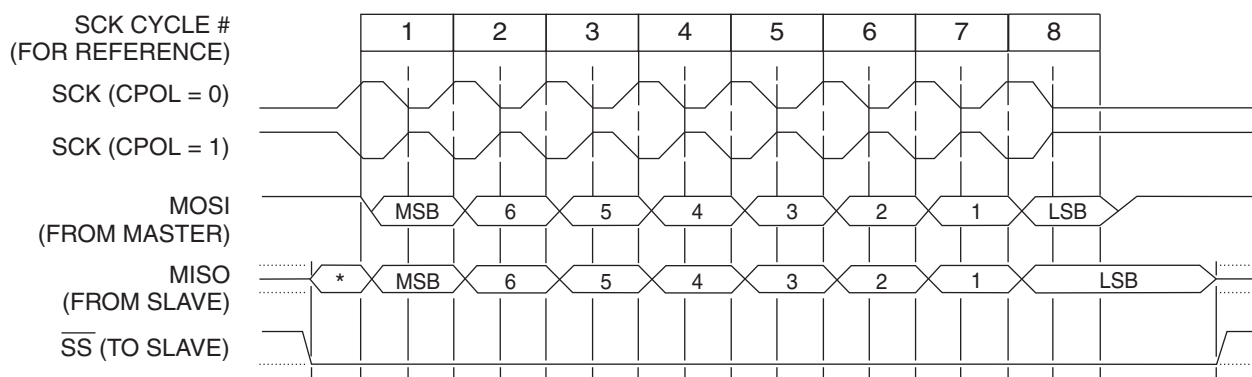 SCK CYCLE #
(FOR REFERENCE)
1 2 3 4 5 6 7 8
SCK (CPOL = 0)
SCK (CPOL = 1)
MOSI
(FROM MASTER)
MSB 6 5 4 3 2 1 LSB
MISO
(FROM SLAVE)
* MSB 6 5 4 3 2 1 LSB
S̅S̅ (TO SLAVE)